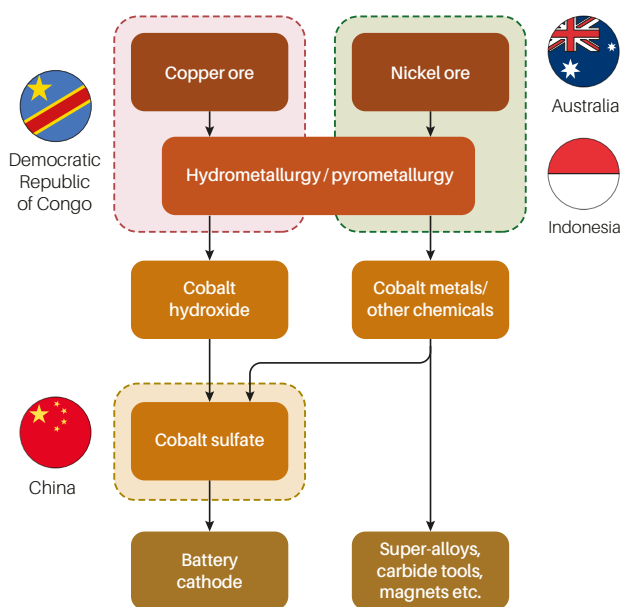 Copper ore
Nickel ore
Australia
Democratic
Republic
of Congo
Hydrometallurgy / pyrometallurgy
Indonesia
Cobalt
hydroxide
Cobalt metals/
other chemicals
Cobalt sulfate
China
Battery
cathode
Super-alloys,
carbide tools,
magnets etc.